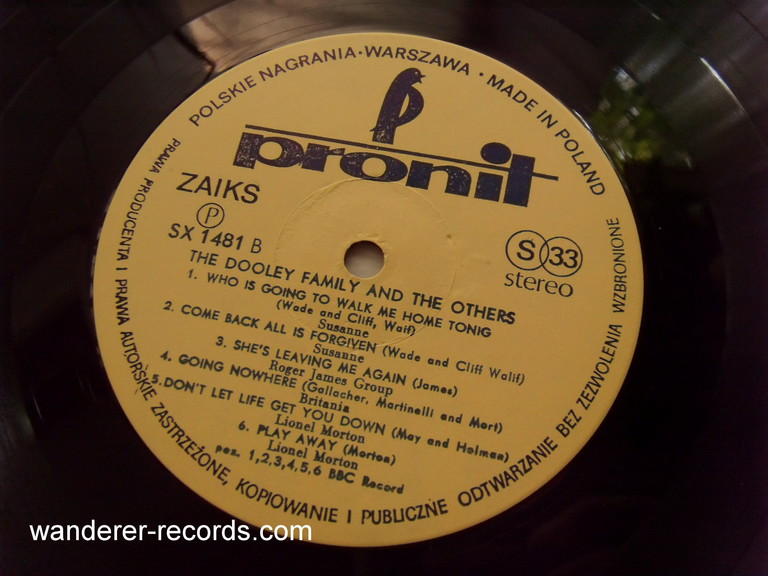 POLSKIE NAGRANIA · WARSZAWA · MADE IN POLAND
pronit
ZAIKS
P
SX 1481 B
S 33
stereo
THE DOOLEY FAMILY AND THE OTHERS
1. WHO IS GOING TO WALK ME HOME TONIG
(Wade and Cliff, Waif)
Susanne
2. COME BACK ALL IS FORGIVEN (Wade and Cliff Walif)
Susanne
3. SHE'S LEAVING ME AGAIN (James)
Roger James Group
4. GOING NOWHERE (Gallacher, Martinelli and Mort)
Britania
5. DON'T LET LIFE GET YOU DOWN (May and Holman)
Lionel Morton
6. PLAY AWAY (Morton)
Lionel Morton
poz. 1,2,3,4,5,6 BBC Record
PRAWA PRODUCENTA I PRAWA AUTORSKIE ZASTRZEŻONE, KOPIOWANIE I PUBLICZNE ODTWARZANIE BEZ ZEZWOLENIA WZBRONIONE
wanderer-records.com